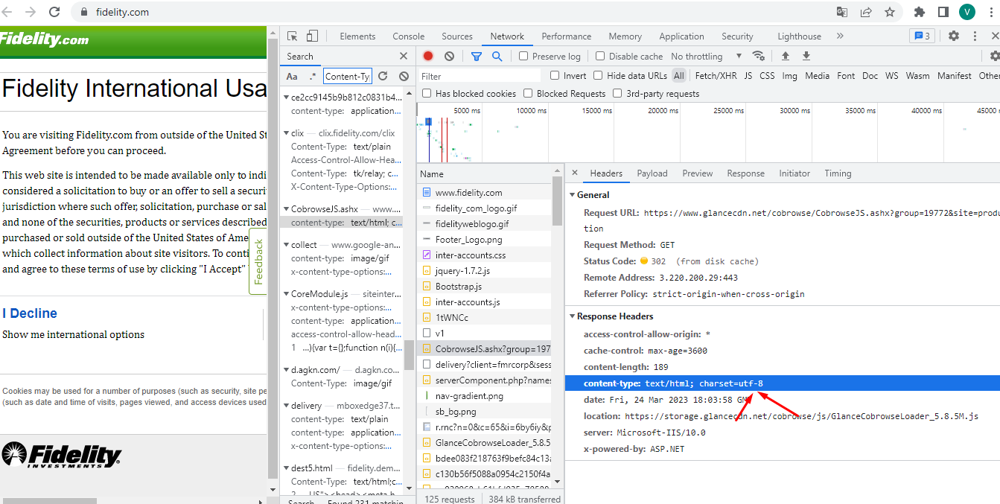 fidelity.com
V
Fidelity.com
Fidelity International Usa
You are visiting Fidelity.com from outside of the United St
Agreement before you can proceed.
This web site is intended to be made available only to indi
considered a solicitation to buy or an offer to sell a securi
jurisdiction where such offer, solicitation, purchase or sal
and none of the securities, products or services described
purchased or sold outside of the United States of Ame
which collect information about site visitors. To conti
and agree to these terms of use by clicking "I Accept"
Feedback
I Decline
Show me international options
Cookies may be used for a number of purposes (such as security, site pe
(such as date and time of visits, pages viewed, and access devices used
Fidelity
INVESTMENTS
Elements Console Sources Network Performance Memory Application Security Lighthouse » 3
Search
Aa .* Content-Ty
ce2cc9145b9b812c0831b4...
content-type: application...
clix — clix.fidelity.com/clix
Content-Type: text/plain
Access-Control-Allow-Hea...
Content-Type: tk/relay; c...
X-Content-Type-Options:...
CobrowseJS.ashx — www....
content-type: text/html; c...
collect — www.google-an...
content-type: image/gif
x-content-type-options:...
CoreModule.js — siteinter...
x-content-type-options:...
content-type: application...
access-control-allow-head...
1 ...){var t={};function n(i){...
d.agkn.com/ — d.agkn.co...
Content-Type: image/gif
delivery — mboxedge37.t...
content-type: text/plain
content-type: application...
x-content-type-options:...
dest5.html — fidelity.dem...
Content-Type: text/html;c...
Preserve log Disable cache No throttling
Filter Invert Hide data URLs All Fetch/XHR JS CSS Img Media Font Doc WS Wasm Manifest Other
Has blocked cookies Blocked Requests 3rd-party requests
5000 ms 10000 ms 15000 ms 20000 ms 25000 ms 30000 ms 35000 ms 40000 ms 45000
Name
www.fidelity.com
fidelity_com_logo.gif
fidelityweblogo.gif
Footer_Logo.png
inter-accounts.css
jquery-1.7.2.js
Bootstrap.js
inter-accounts.js
1tWNCc
v1
CobrowseJS.ashx?group=1977
delivery?client=fmrcorp&sess
serverComponent.php?names
nav-gradient.png
sb_bg.png
r.rnc?n=0&c=65&i=6by6iy&p
GlanceCobrowseLoader_5.8.5
bdee083f218763f9befc84c13a
c130b56f5088a0954c2150f4a
125 requests 384 kB transferred
Headers Payload Preview Response Initiator Timing
General
Request URL: https://www.glancecdn.net/cobrowse/CobrowseJS.ashx?group=19772&site=produ
tion
Request Method: GET
Status Code: 302 (from disk cache)
Remote Address: 3.220.200.29:443
Referrer Policy: strict-origin-when-cross-origin
Response Headers
access-control-allow-origin: *
cache-control: max-age=3600
content-length: 189
content-type: text/html; charset=utf-8
date: Fri, 24 Mar 2023 18:03:58 GMT
location: https://storage.glancecdn.net/cobrowse/js/GlanceCobrowseLoader_5.8.5M.js
server: Microsoft-IIS/10.0
x-powered-by: ASP.NET